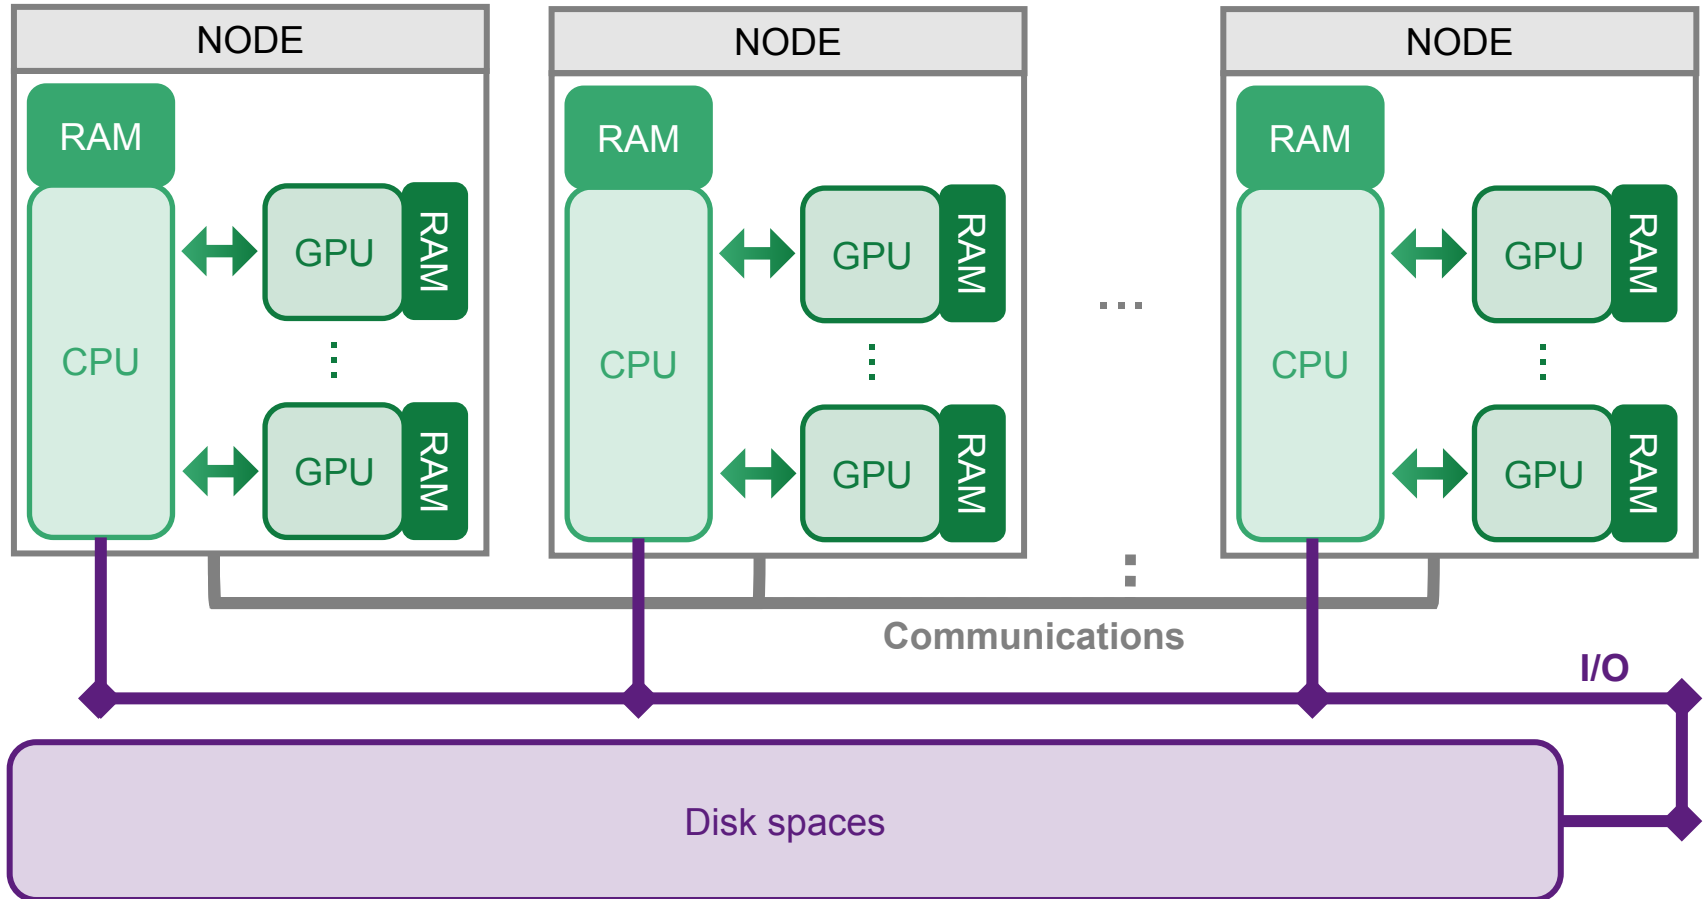 NODE
RAM
CPU
GPU
RAM
GPU
RAM
NODE
RAM
CPU
GPU
RAM
GPU
RAM
...
NODE
RAM
CPU
GPU
RAM
GPU
RAM
Communications
I/O
Disk spaces